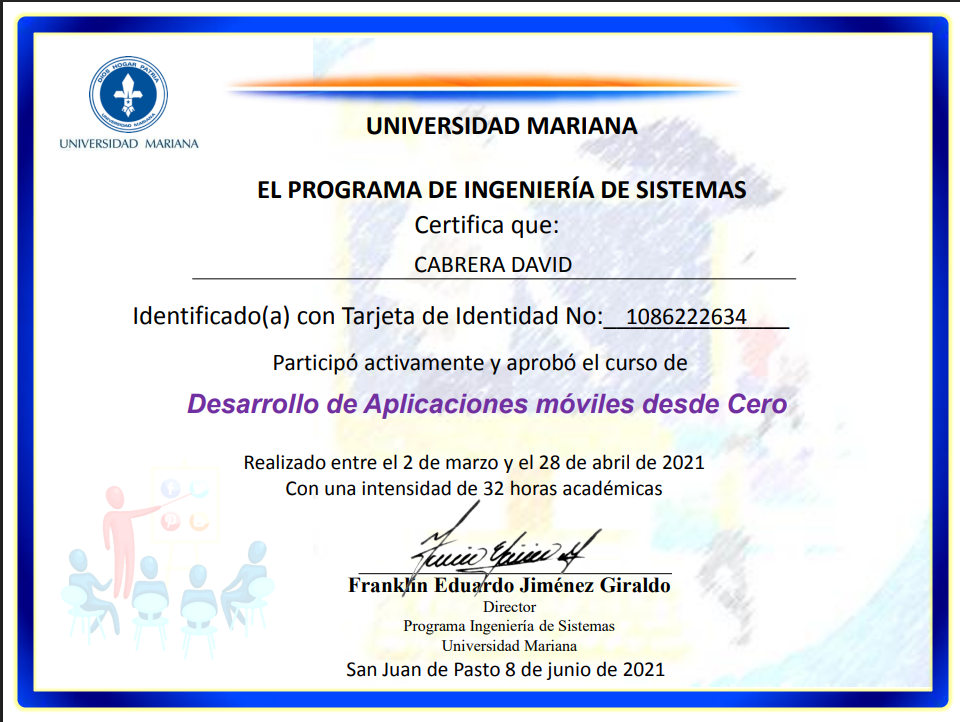 DIOS HOGAR PATRIA
UNIVERSIDAD MARIANA
UNIVERSIDAD MARIANA
UNIVERSIDAD MARIANA
EL PROGRAMA DE INGENIERÍA DE SISTEMAS
Certifica que:
CABRERA DAVID
Identificado(a) con Tarjeta de Identidad No: 1086222634
Participó activamente y aprobó el curso de
Desarrollo de Aplicaciones móviles desde Cero
Realizado entre el 2 de marzo y el 28 de abril de 2021
Con una intensidad de 32 horas académicas
Franklin Eduardo Jiménez Giraldo
Director
Programa Ingeniería de Sistemas
Universidad Mariana
San Juan de Pasto 8 de junio de 2021